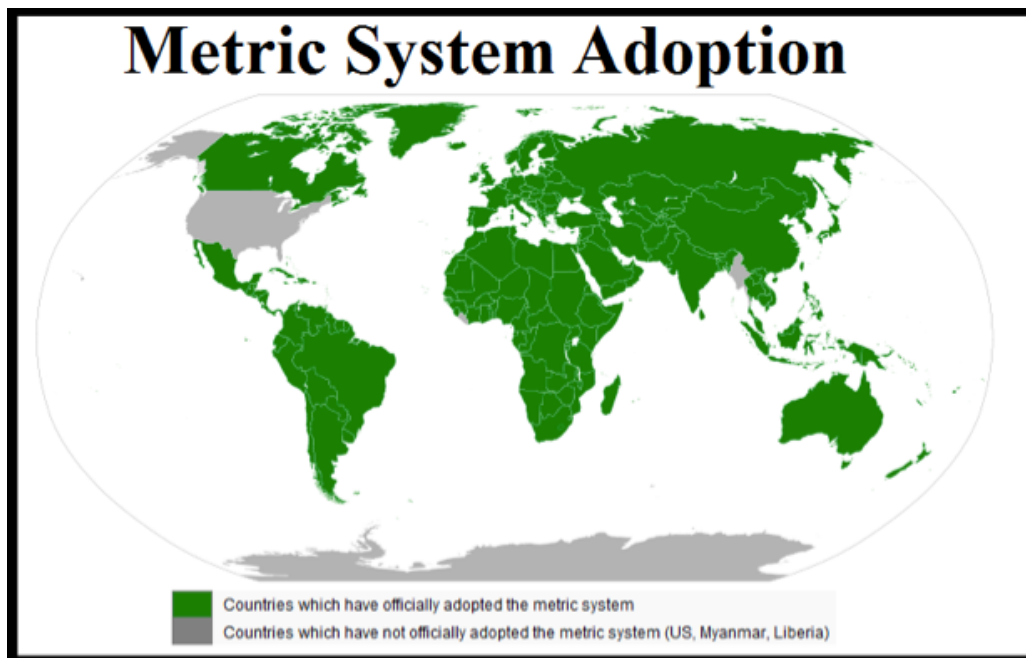 Metric System Adoption
Countries which have officially adopted the metric system
Countries which have not officially adopted the metric system (US, Myanmar, Liberia)